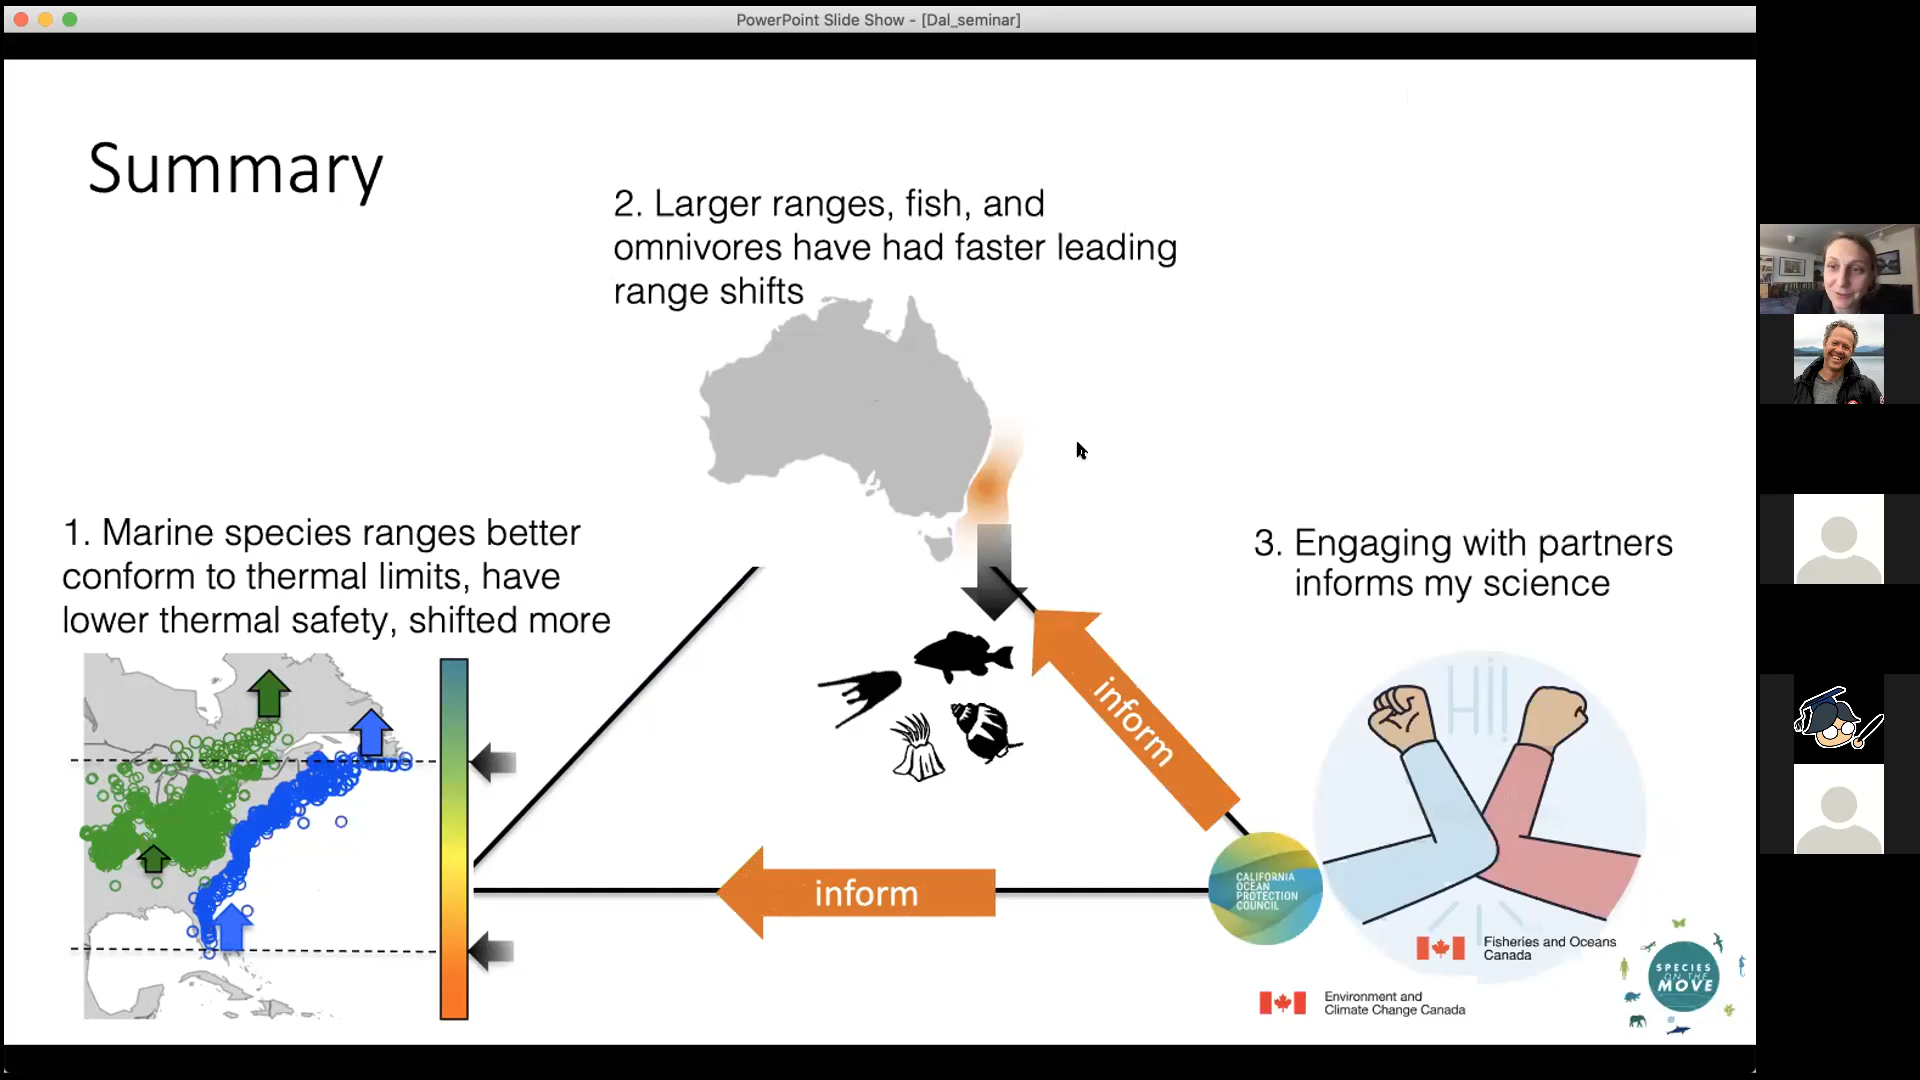 PowerPoint Slide Show - [Dal_seminar]
Summary
2. Larger ranges, fish, and
omnivores have had faster leading
range shifts
1. Marine species ranges better
conform to thermal limits, have
lower thermal safety, shifted more
3. Engaging with partners
informs my science
Hi!
inform
inform
CALIFORNIA
OCEAN
PROTECTION
COUNCIL
Fisheries and Oceans
Canada
Environment and
Climate Change Canada
SPECIES
ON THE
MOVE